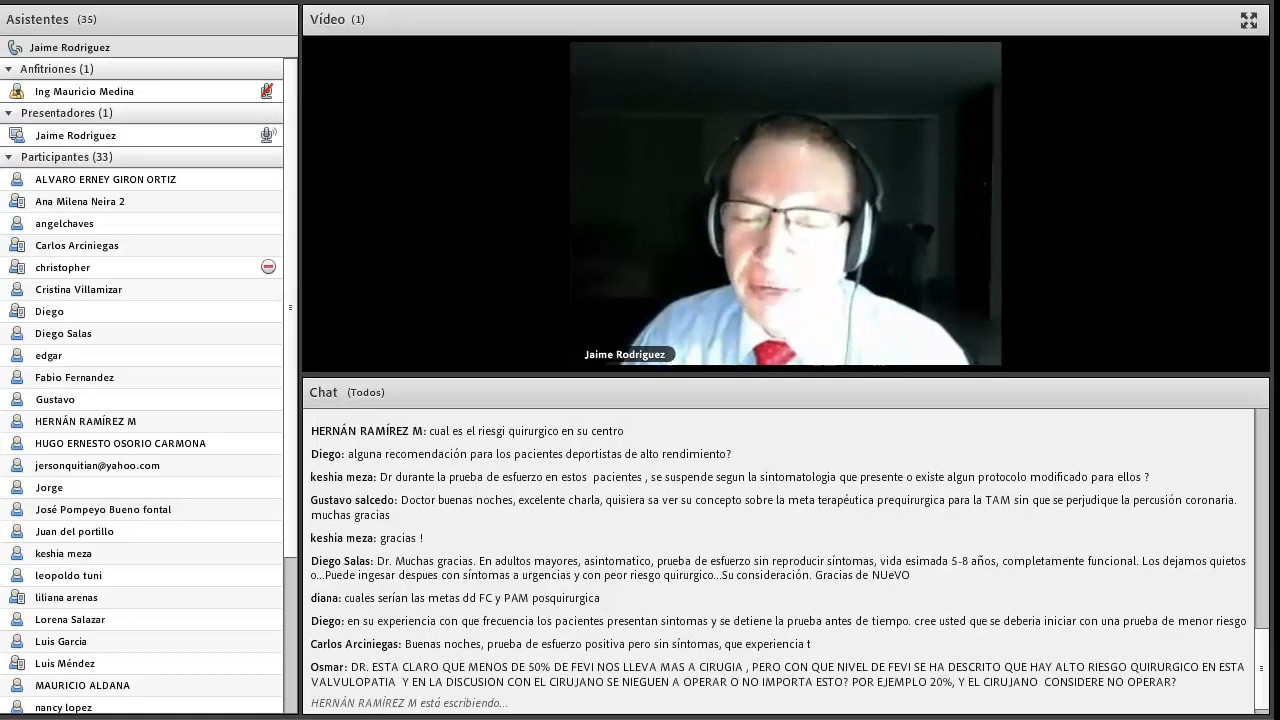 Asistentes (35)
Jaime Rodriguez
Anfitriones (1)
Ing Mauricio Medina
Presentadores (1)
Jaime Rodriguez
Participantes (33)
ALVARO ERNEY GIRON ORTIZ
Ana Milena Neira 2
angelchaves
Carlos Arciniegas
christopher
Cristina Villamizar
Diego
Diego Salas
edgar
Fabio Fernandez
Gustavo
HERNÁN RAMÍREZ M
HUGO ERNESTO OSORIO CARMONA
jersonquitian@yahoo.com
Jorge
José Pompeyo Bueno fontal
Juan del portillo
keshia meza
leopoldo tuni
liliana arenas
Lorena Salazar
Luis Garcia
Luis Méndez
MAURICIO ALDANA
nancy lopez
Vídeo (1)
Jaime Rodriguez
Chat (Todos)
HERNÁN RAMÍREZ M: cual es el riesgi quirurgico en su centro
Diego: alguna recomendación para los pacientes deportistas de alto rendimiento?
keshia meza: Dr durante la prueba de esfuerzo en estos pacientes , se suspende segun la sintomatologia que presente o existe algun protocolo modificado para ellos ?
Gustavo salcedo: Doctor buenas noches, excelente charla, quisiera sa ver su concepto sobre la meta terapéutica prequirurgica para la TAM sin que se perjudique la percusión coronaria.
muchas gracias
keshia meza: gracias !
Diego Salas: Dr. Muchas gracias. En adultos mayores, asintomatico, prueba de esfuerzo sin reproducir síntomas, vida esimada 5-8 años, completamente funcional. Los dejamos quietos
o...Puede ingesar despues con síntomas a urgencias y con peor riesgo quirurgico...Su consideración. Gracias de NUeVO
diana: cuales serían las metas dd FC y PAM posquirurgica
Diego: en su experiencia con que frecuencia los pacientes presentan sintomas y se detiene la prueba antes de tiempo. cree usted que se deberia iniciar con una prueba de menor riesgo
Carlos Arciniegas: Buenas noches, prueba de esfuerzo positiva pero sin síntomas, que experiencia t
Osmar: DR. ESTA CLARO QUE MENOS DE 50% DE FEVI NOS LLEVA MAS A CIRUGIA , PERO CON QUE NIVEL DE FEVI SE HA DESCRITO QUE HAY ALTO RIESGO QUIRURGICO EN ESTA
VALVULOPATIA Y EN LA DISCUSION CON EL CIRUJANO SE NIEGUEN A OPERAR O NO IMPORTA ESTO? POR EJEMPLO 20%, Y EL CIRUJANO CONSIDERE NO OPERAR?
HERNÁN RAMÍREZ M está escribiendo...